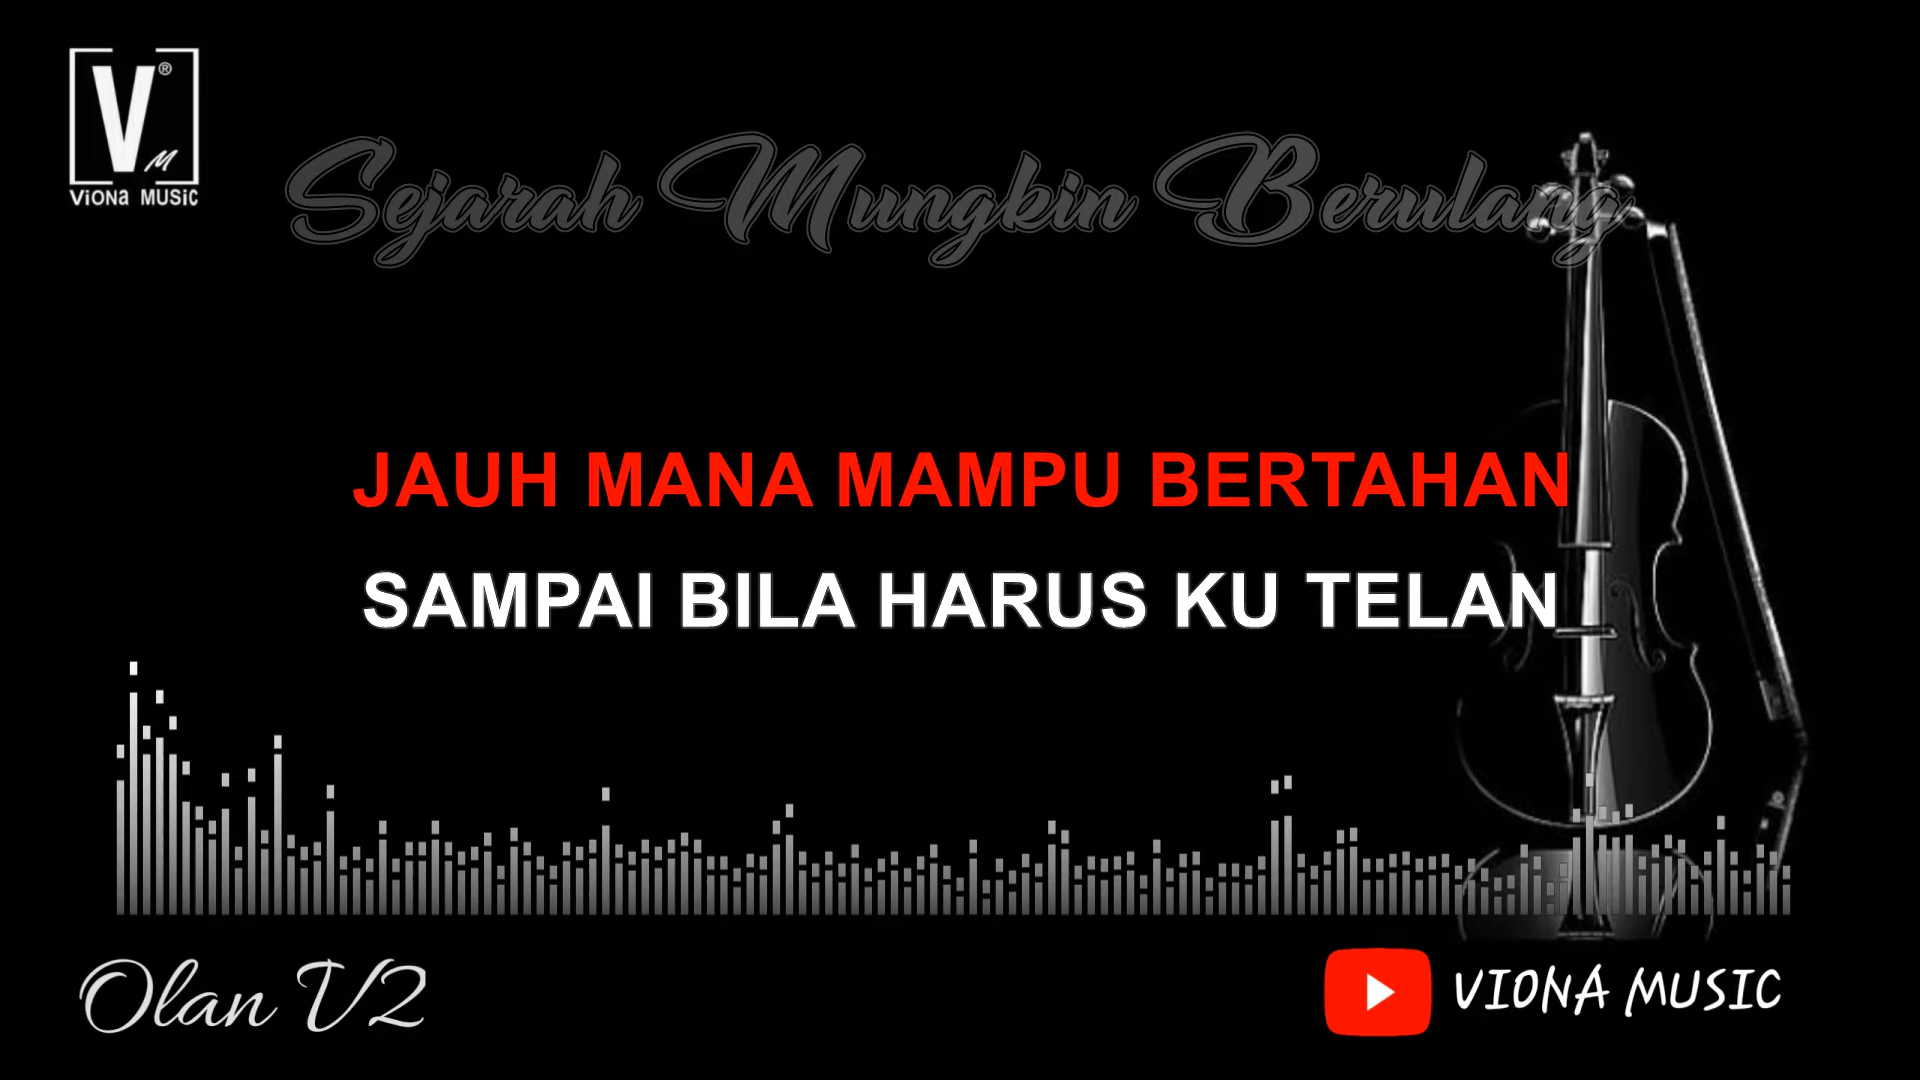 V®
M
ViONa MUSiC
Sejarah Mungkin Berulang
JAUH MANA MAMPU BERTAHAN
SAMPAI BILA HARUS KU TELAN
Olan V2
VIONA MUSIC